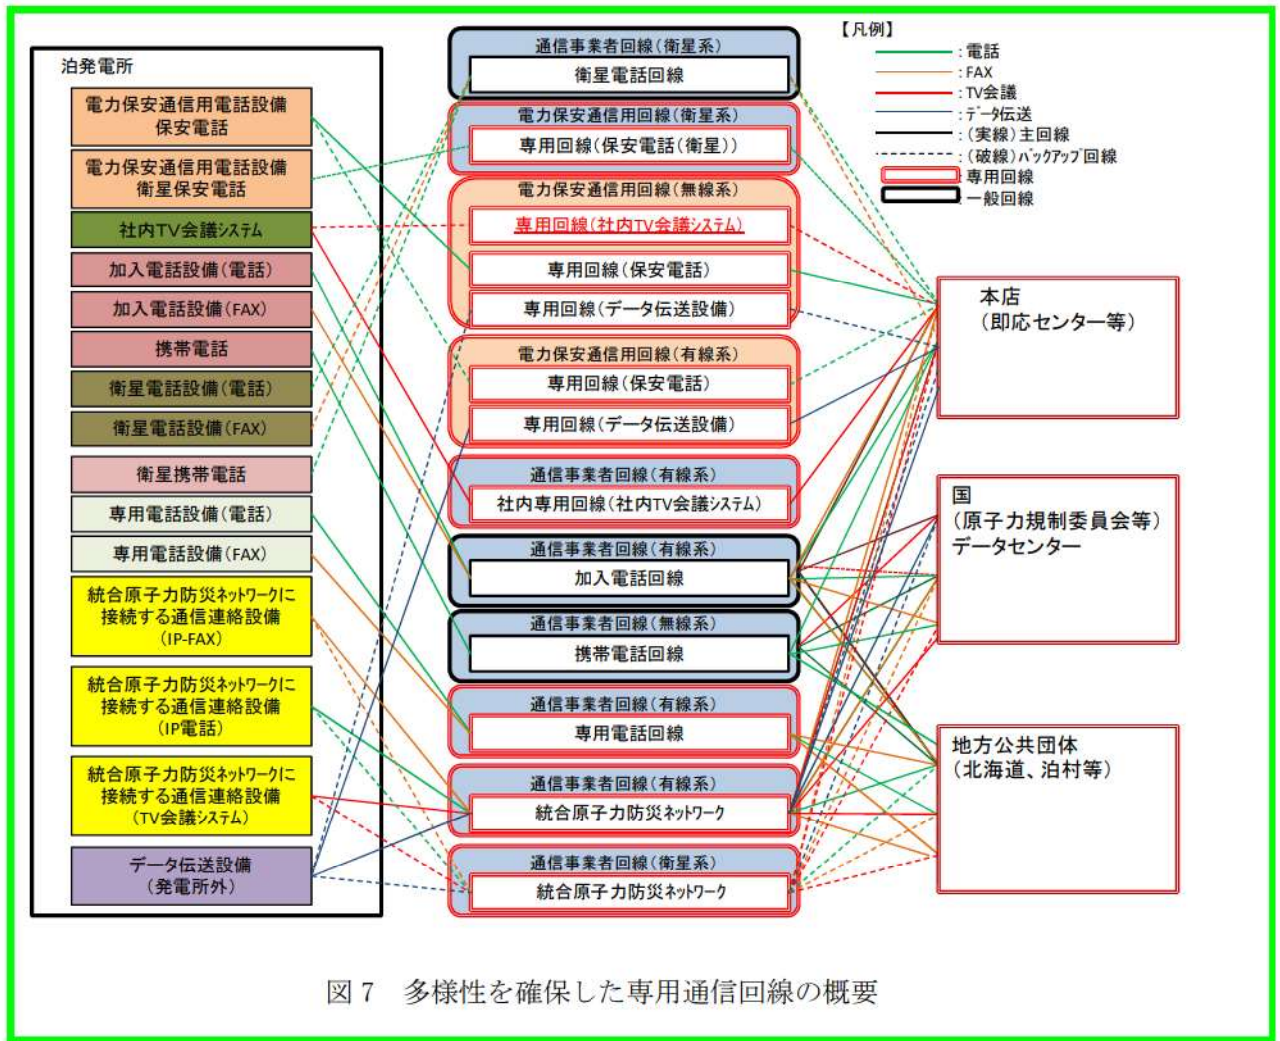 泊発電所
電力保安通信用電話設備
保安電話
電力保安通信用電話設備
衛星保安電話
社内TV会議システム
加入電話設備(電話)
加入電話設備(FAX)
携帯電話
衛星電話設備(電話)
衛星電話設備(FAX)
衛星携帯電話
専用電話設備(電話)
専用電話設備(FAX)
統合原子力防災ネットワークに
接続する通信連絡設備
(IP-FAX)
統合原子力防災ネットワークに
接続する通信連絡設備
(IP電話)
統合原子力防災ネットワークに
接続する通信連絡設備
(TV会議システム)
データ伝送設備
(発電所外)
通信事業者回線(衛星系)
衛星電話回線
電力保安通信用回線(衛星系)
専用回線(保安電話(衛星))
電力保安通信用回線(無線系)
専用回線(社内TV会議システム)
専用回線(保安電話)
専用回線(データ伝送設備)
電力保安通信用回線(有線系)
専用回線(保安電話)
専用回線(データ伝送設備)
通信事業者回線(有線系)
社内専用回線(社内TV会議システム)
通信事業者回線(有線系)
加入電話回線
通信事業者回線(無線系)
携帯電話回線
通信事業者回線(有線系)
専用電話回線
通信事業者回線(有線系)
統合原子力防災ネットワーク
通信事業者回線(衛星系)
統合原子力防災ネットワーク
【凡例】
:電話
:FAX
:TV会議
:データ伝送
:(実線)主回線
:(破線)バックアップ回線
:専用回線
:一般回線
本店
(即応センター等)
国
(原子力規制委員会等)
データセンター
地方公共団体
(北海道、泊村等)
図7 多様性を確保した専用通信回線の概要